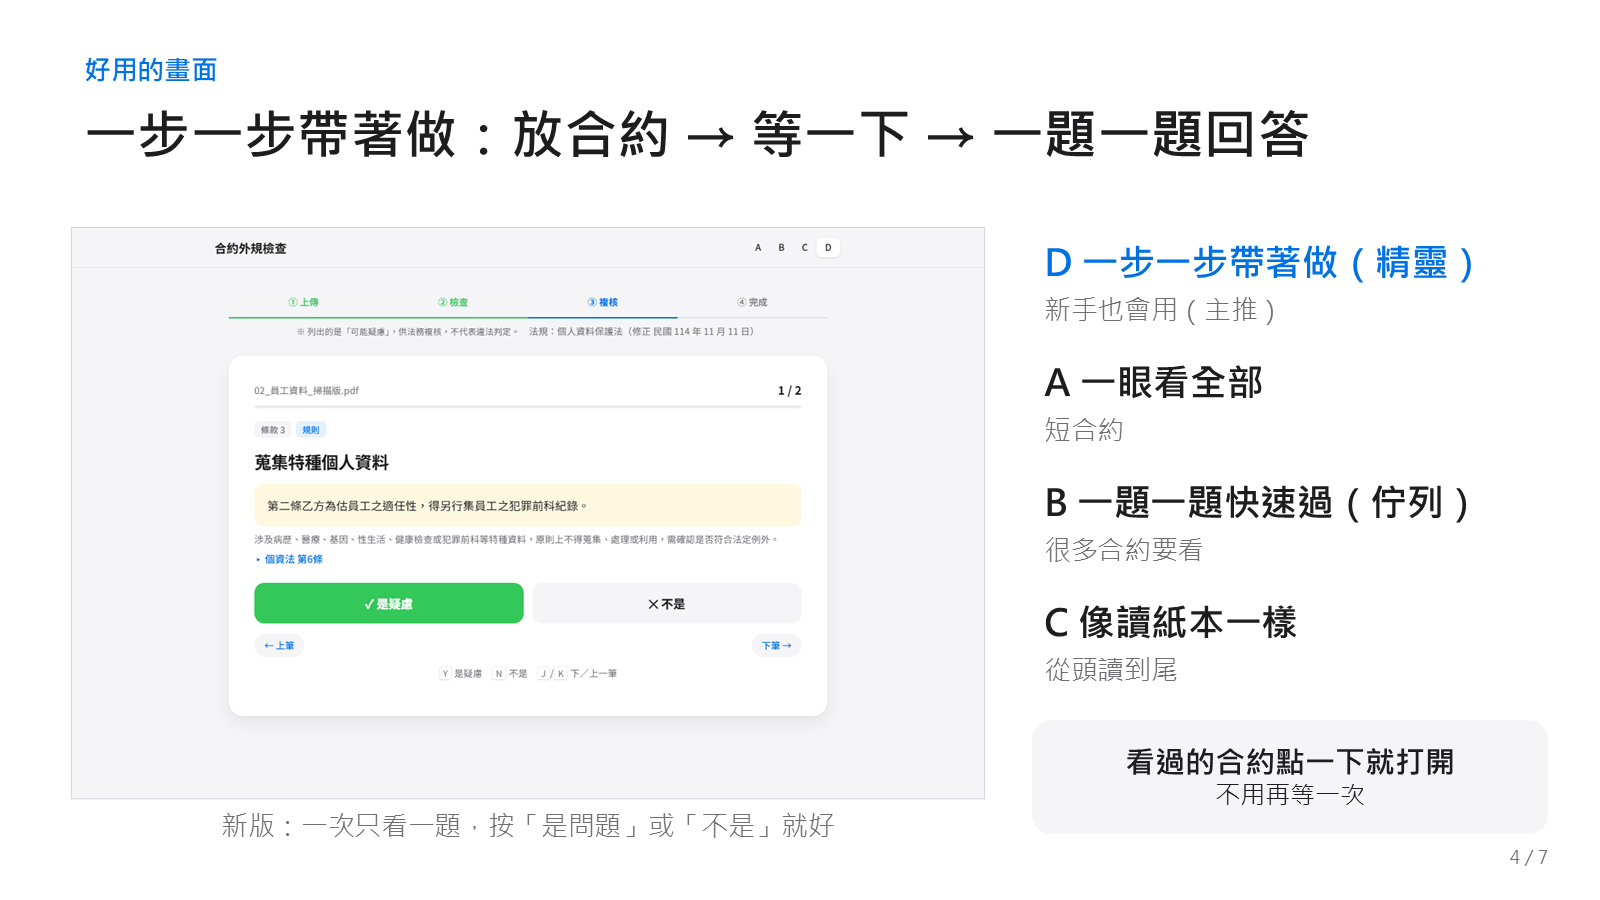 好用的畫面
一步一步帶著做：放合約 → 等一下 → 一題一題回答
合約外規檢查
A B C D
① 上傳 ② 檢查 ③ 複核 ④ 完成
※ 列出的是「可能疑慮」，供法務複核，不代表違法判定。 法規：個人資料保護法（修正 民國 114 年 11 月 11 日）
02_員工資料_掃描版.pdf 1 / 2
條款 3 規則
蒐集特種個人資料
第二條乙方為估員工之適任性，得另行集員工之犯罪前科紀錄。
涉及病歷、醫療、基因、性生活、健康檢查或犯罪前科等特種資料，原則上不得蒐集、處理或利用，需確認是否符合法定例外。
▸ 個資法 第6條
✓ 是疑慮 ✕ 不是
← 上筆 下筆 →
Y 是疑慮 N 不是 J / K 下／上一筆
新版：一次只看一題，按「是問題」或「不是」就好
D 一步一步帶著做（精靈）
新手也會用（主推）
A 一眼看全部
短合約
B 一題一題快速過（佇列）
很多合約要看
C 像讀紙本一樣
從頭讀到尾
看過的合約點一下就打開
不用再等一次
4 / 7